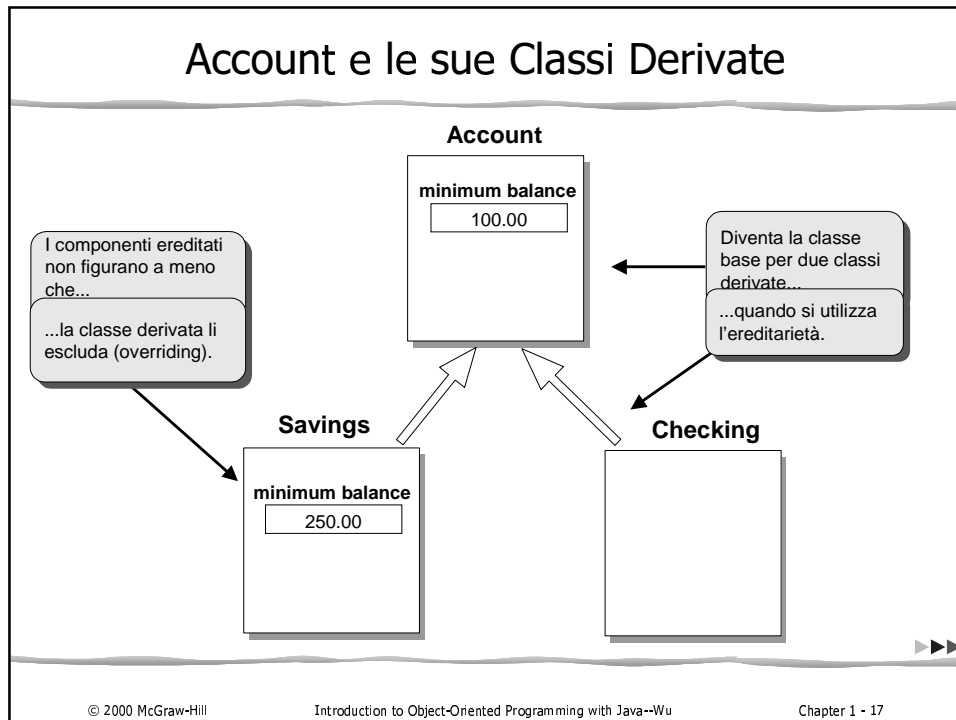 Account e le sue Classi Derivate
Account
minimum balance
100.00
I componenti ereditati
non figurano a meno
che...
...la classe derivata li
escluda (overriding).
Diventa la classe
base per due classi
derivate...
...quando si utilizza
l'ereditarietà.
Savings
minimum balance
250.00
Checking
© 2000 McGraw-Hill
Introduction to Object-Oriented Programming with Java--Wu
Chapter 1 - 17